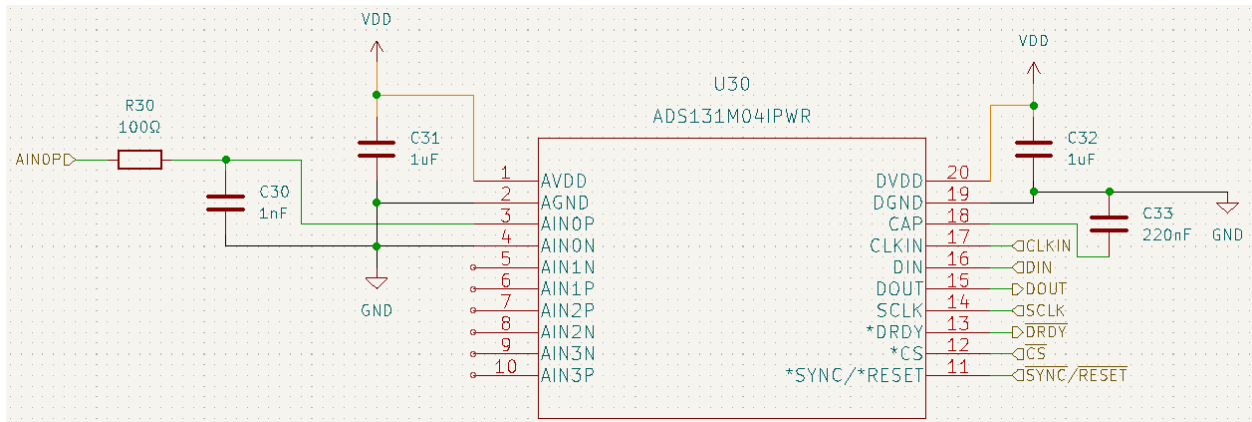 VDD
VDD
U30
ADS131M04IPWR
R30
100Ω
AIN0P
C31
1uF
C32
1uF
C30
1nF
C33
220nF
GND
GND
1 AVDD
2 AGND
3 AIN0P
4 AIN0N
5 AIN1N
6 AIN1P
7 AIN2P
8 AIN2N
9 AIN3N
10 AIN3P
DVDD 20
DGND 19
CAP 18
CLKIN 17 CLKIN
DIN 16 DIN
DOUT 15 DOUT
SCLK 14 SCLK
*DRDY 13 DRDY
*CS 12 CS
*SYNC/*RESET 11 SYNC/RESET